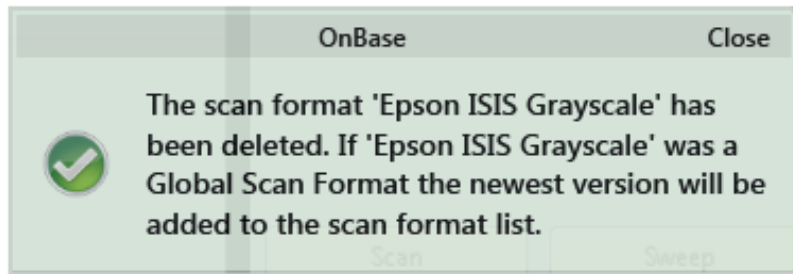 OnBase Close
The scan format 'Epson ISIS Grayscale' has
been deleted. If 'Epson ISIS Grayscale' was a
Global Scan Format the newest version will be
added to the scan format list.
Scan Sweep